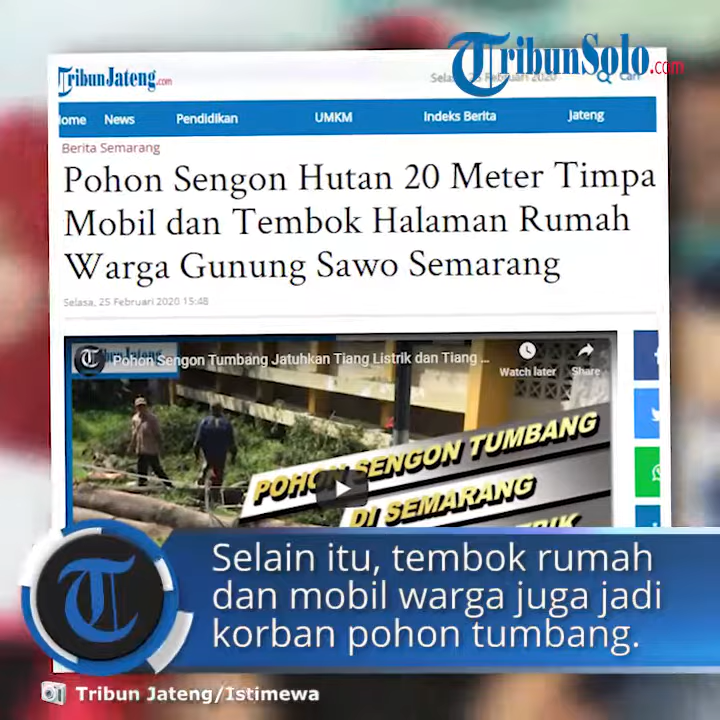 TribunSolo.com
TribunJateng.com
Selasa, 25 Februari 2020
Cari
Home News Pendidikan UMKM Indeks Berita Jateng
Berita Semarang
Pohon Sengon Hutan 20 Meter Timpa
Mobil dan Tembok Halaman Rumah
Warga Gunung Sawo Semarang
Selasa, 25 Februari 2020 15:48
Pohon Sengon Tumbang Jatuhkan Tiang Listrik dan Tiang ...
Watch later Share
POHON SENGON TUMBANG
DI SEMARANG
Selain itu, tembok rumah
dan mobil warga juga jadi
korban pohon tumbang.
Tribun Jateng/Istimewa